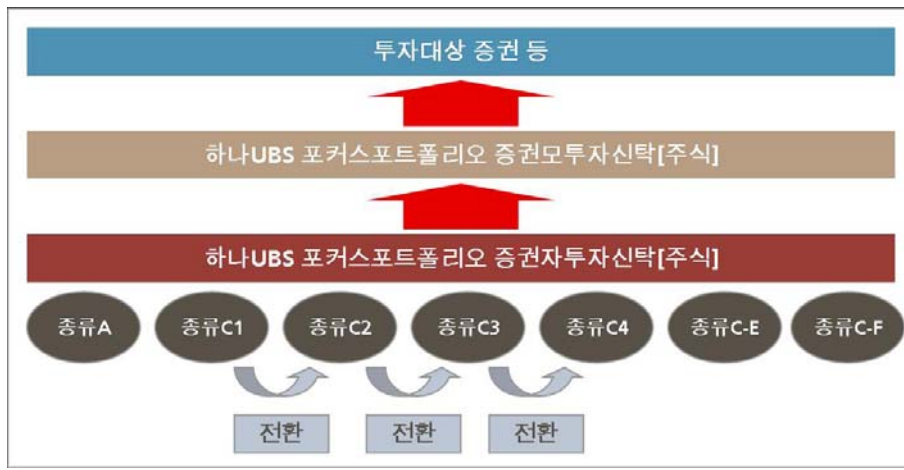 투자대상 증권 등
하나UBS 포커스포트폴리오 증권모투자신탁[주식]
하나UBS 포커스포트폴리오 증권자투자신탁[주식]
종류A 종류C1 종류C2 종류C3 종류C4 종류C-E 종류C-F
전환 전환 전환